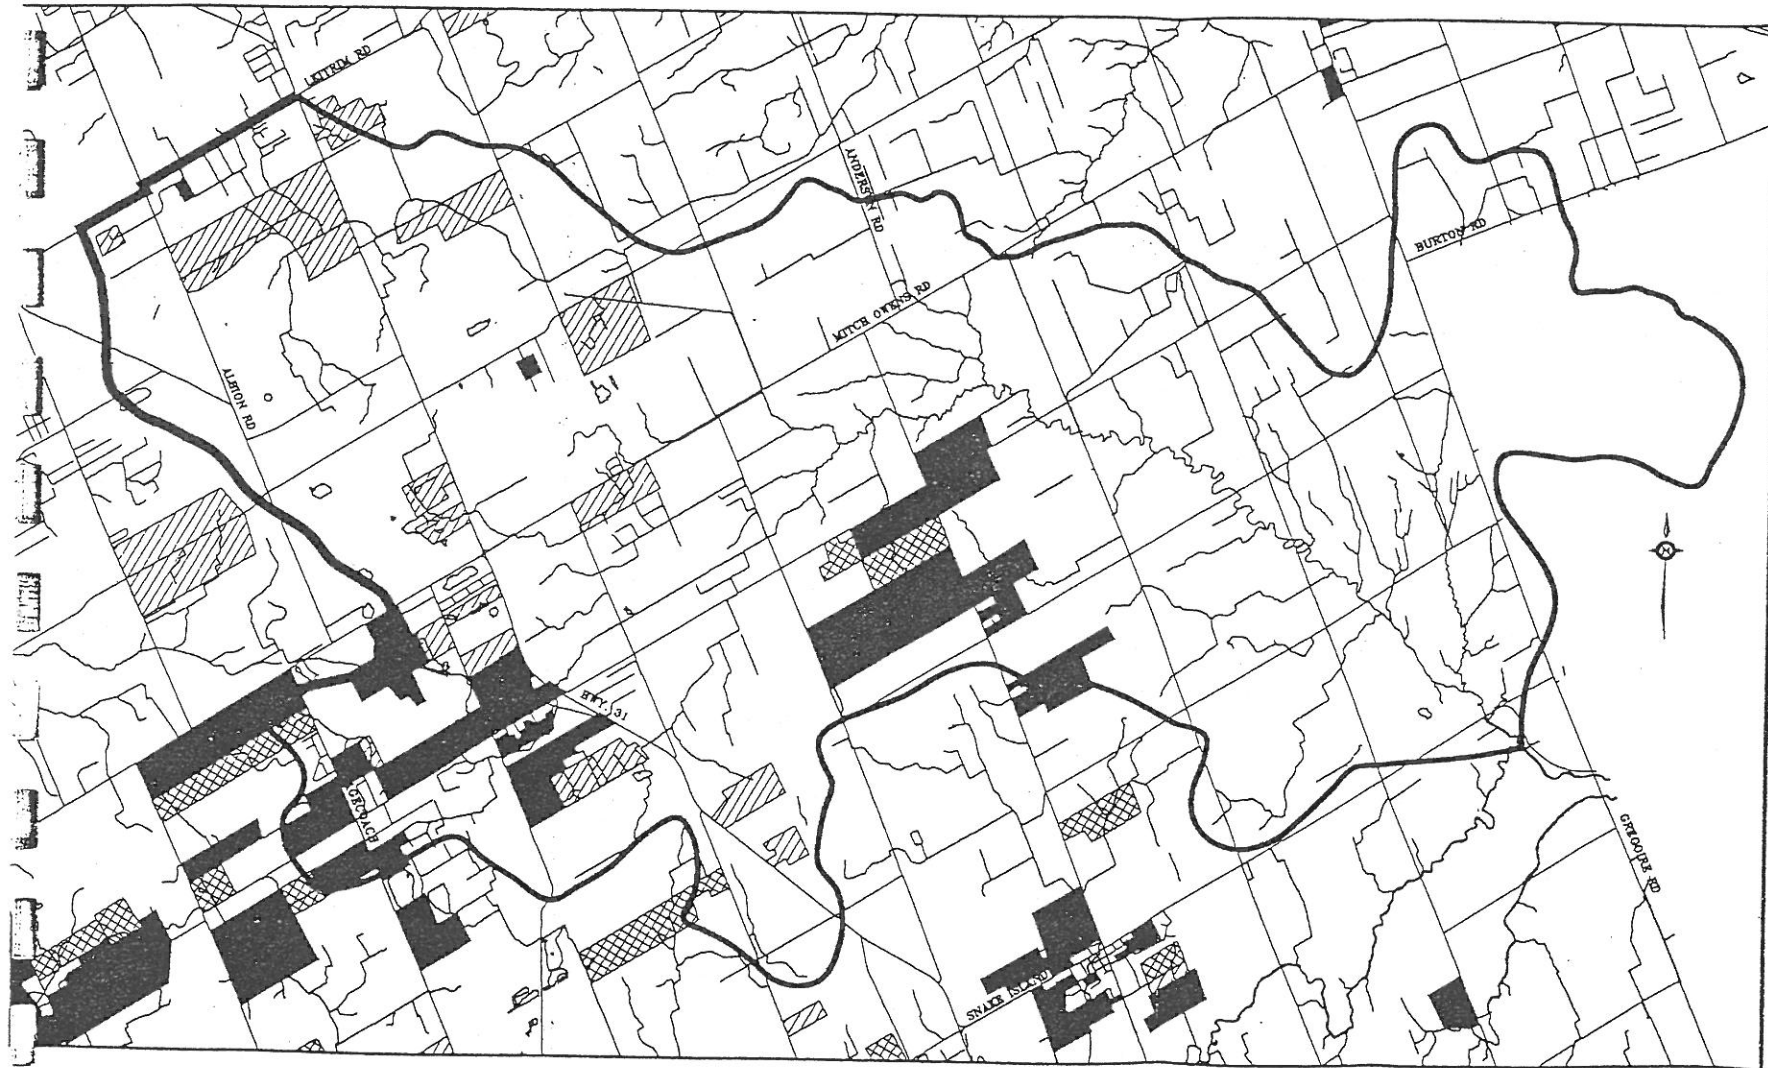 LEITRIM RD
ANDERSON RD
BURTON RD
MITCH OWENS RD
ALBION RD
HWY. 31
GREGOIRE RD
SNAKE ISLAND
N